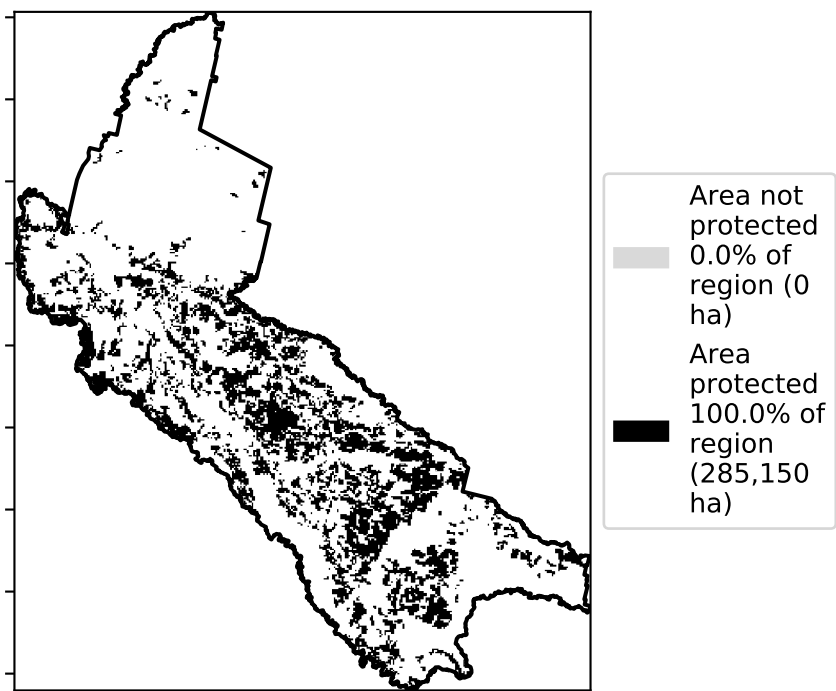 Area not
protected
0.0% of
region (0
ha)
Area
protected
100.0% of
region
(285,150
ha)